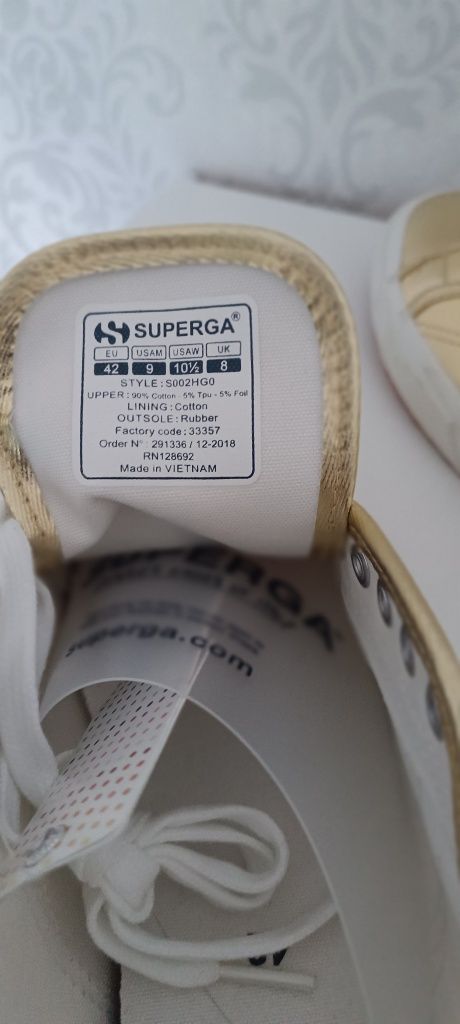 SUPERGA®
EU USAM USAW UK
42 9 10½ 8
STYLE : S002HG0
UPPER : 90% Cotton - 5% Tpu - 5% Foil
LINING : Cotton
OUTSOLE : Rubber
Factory code : 33357
Order N° 291336 / 12-2018
RN128692
Made in VIETNAM
SUPERGA
superga.com